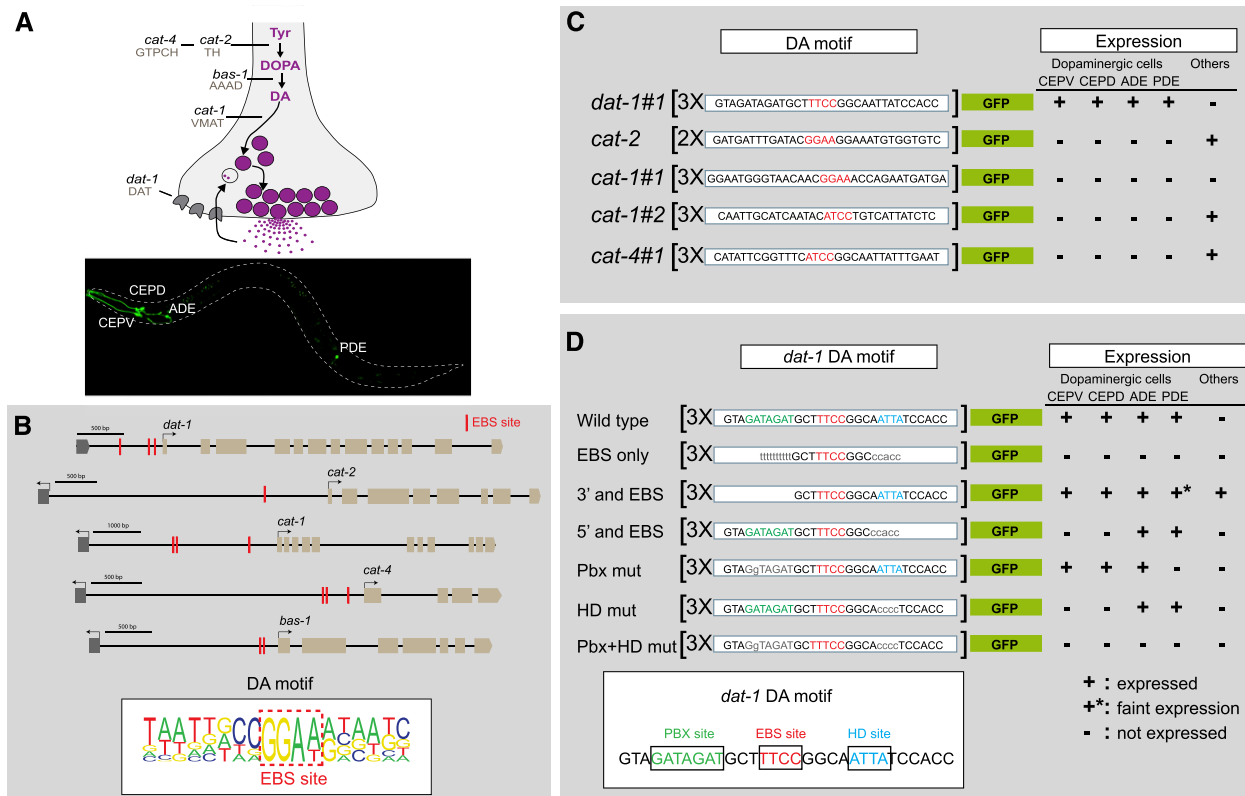 A
cat-4
cat-2
Tyr
GTPCH
TH
DOPA
bas-1
AAAD
DA
cat-1
VMAT
dat-1
DAT
CEPD
CEPV
ADE
PDE
B
500 bp
dat-1
EBS site
500 bp
cat-2
1000 bp
cat-1
500 bp
cat-4
500 bp
bas-1
DA motif
EBS site
C
DA motif
Expression
Dopaminergic cells Others
CEPV CEPD ADE PDE
dat-1#1 [3X GTAGATAGATGCTTTCCGGCAATTATCCACC ] GFP + + + + -
cat-2 [2X GATGATTTGATACGGAAGGAAATGTGGTGTC ] GFP - - - - +
cat-1#1 [3X GGAATGGGTAACAACGGAAACCAGAATGATGA ] GFP - - - - -
cat-1#2 [3X CAATTGCATCAATACATCCTGTCATTATCTC ] GFP - - - - +
cat-4#1 [3X CATATTCGGTTTCATCCGGCAATTATTTGAAT ] GFP - - - - +
D
dat-1 DA motif
Expression
Dopaminergic cells Others
CEPV CEPD ADE PDE
Wild type [3X GTAGATAGATGCTTTCCGGCAATTATCCACC ] GFP + + + + -
EBS only [3X ttttttttttGCTTTCCGGCccacc ] GFP - - - - -
3' and EBS [3X GCTTTCCGGCAATTATCCACC ] GFP + + + +* +
5' and EBS [3X GTAGATAGATGCTTTCCGGCccacc ] GFP - - + + -
Pbx mut [3X GTAGgTAGATGCTTTCCGGCAATTATCCACC ] GFP + + + - -
HD mut [3X GTAGATAGATGCTTTCCGGCAccccTCCACC ] GFP - - + + -
Pbx+HD mut [3X GTAGgTAGATGCTTTCCGGCAccccTCCACC ] GFP - - - - -
dat-1 DA motif
PBX site EBS site HD site
GTAGATAGATGCTTTCCGGCAATTATCCACC
+ : expressed
+* : faint expression
- : not expressed